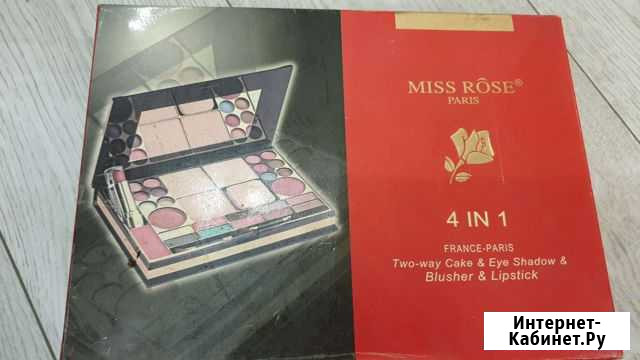 MISS RÔSE®
PARIS
4 IN 1
FRANCE-PARIS
Two-way Cake & Eye Shadow &
Blusher & Lipstick
Интернет-
Кабинет.Ру